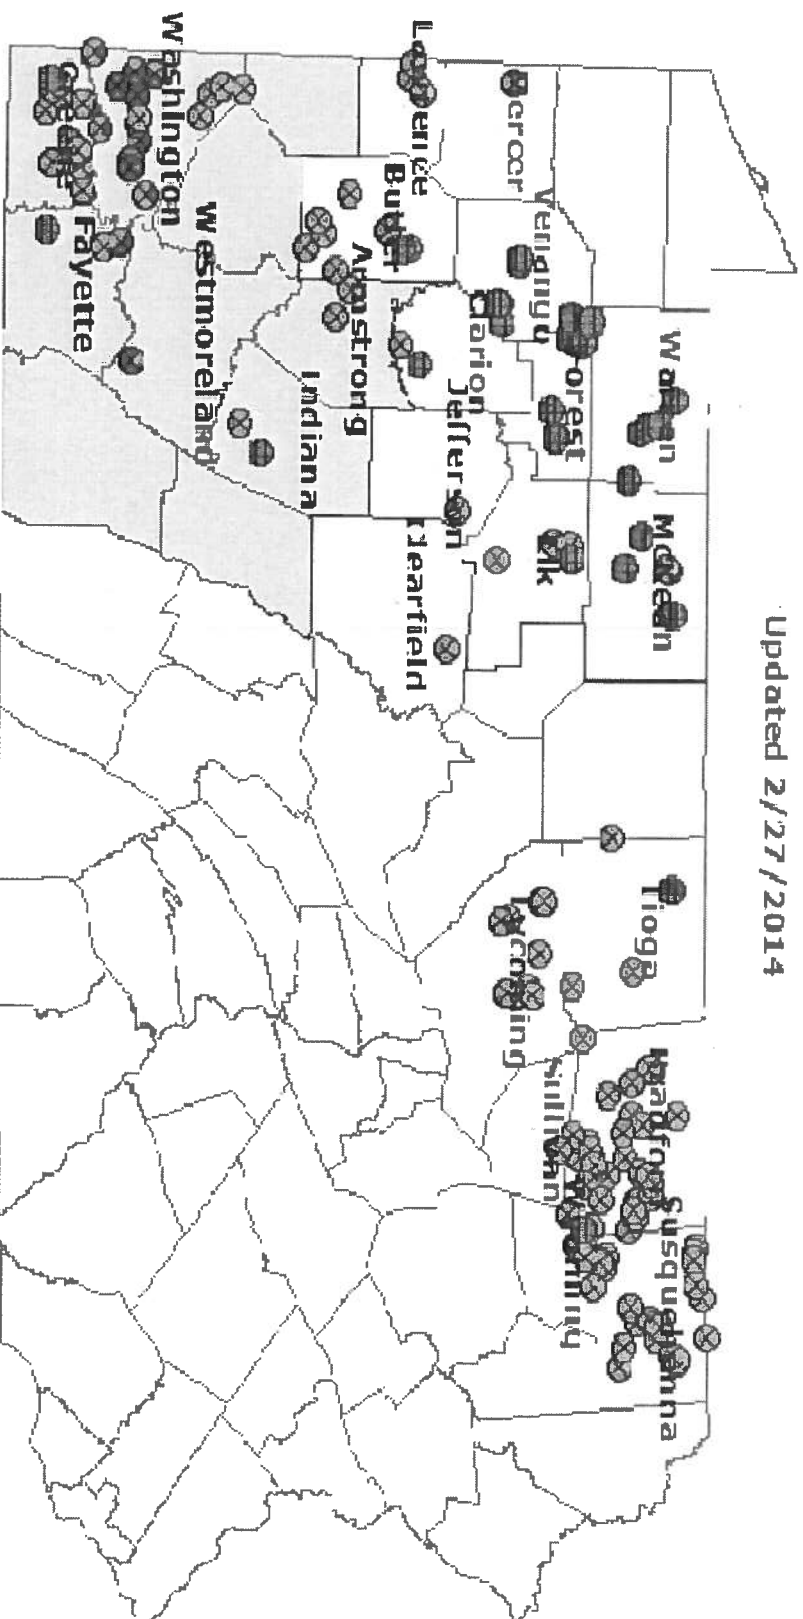 Updated 2/27/2014
Warren
McKean
Tioga
Bradford
Susquehanna
Mercer
Venango
Forest
Elk
Lycoming
Sullivan
Wyoming
Lawrence
Butler
Clarion
Jefferson
Clearfield
Armstrong
Indiana
Washington
Westmoreland
Greene
Fayette